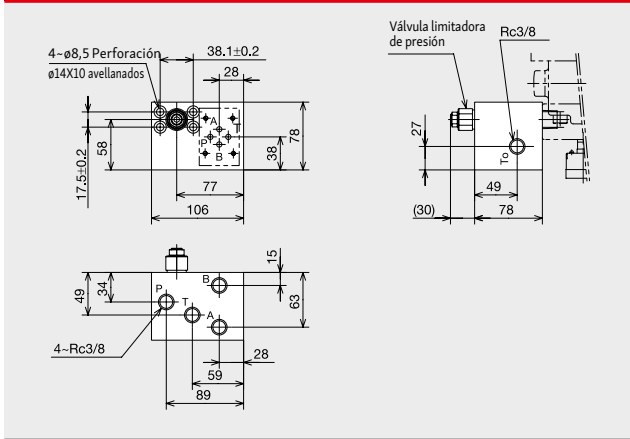 4~ø8,5 Perforación
ø14X10 avellanados
38.1±0.2
28
A
T
P
B
17.5±0.2
58
38
78
77
106
Válvula limitadora
de presión
Rc3/8
27
To
49
(30)
78
15
P
B
49
34
T
A
63
4~Rc3/8
28
59
89